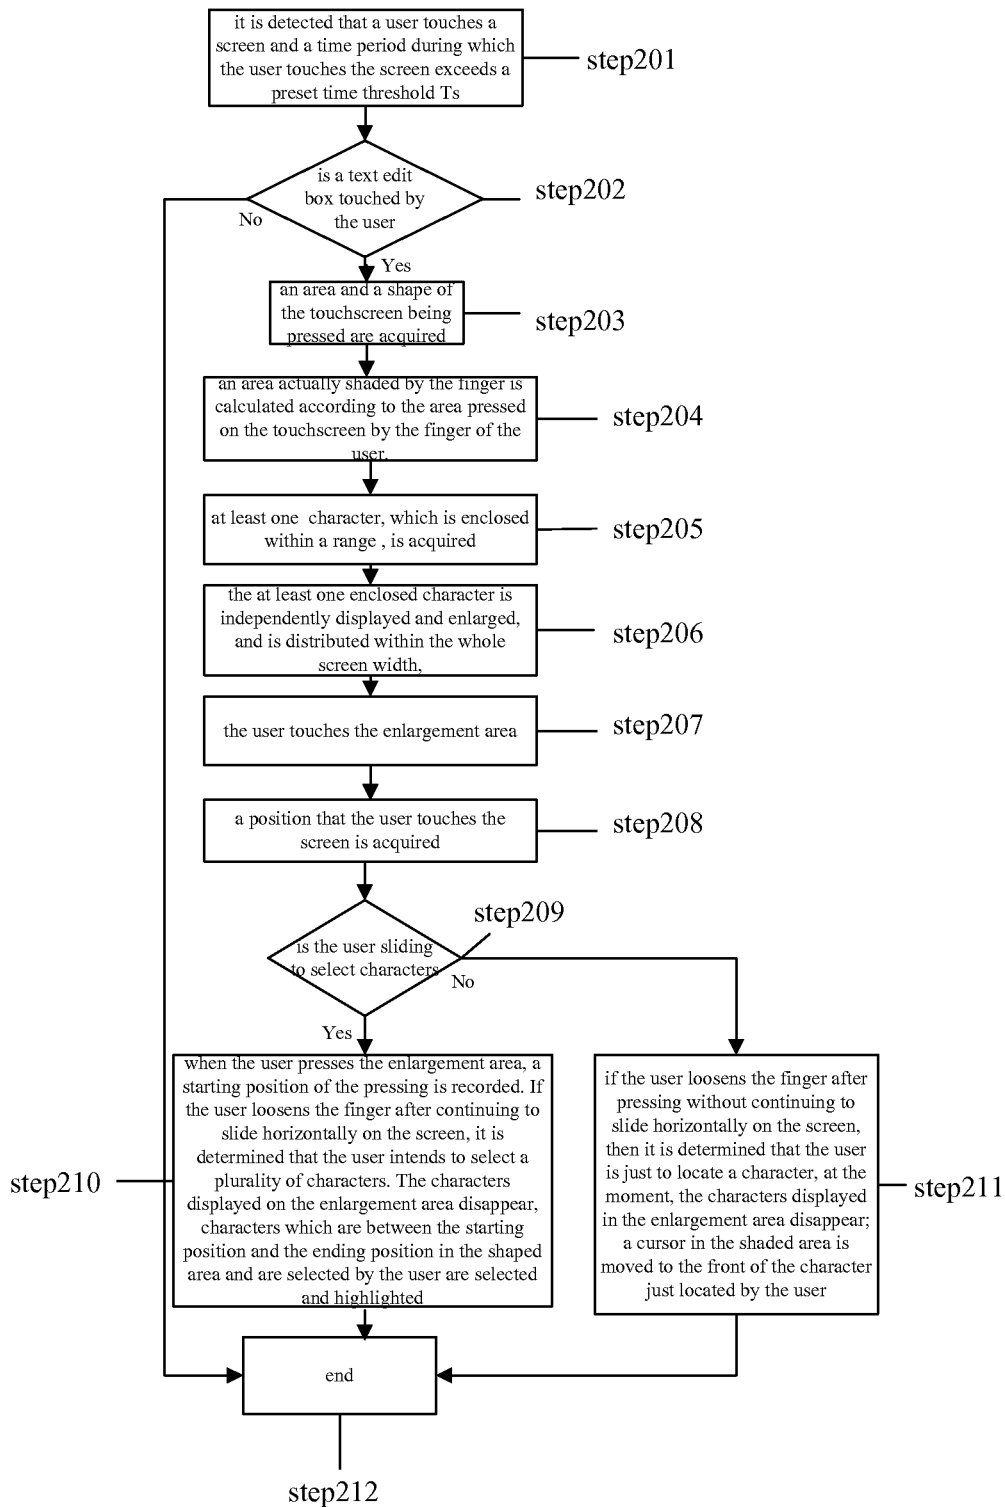 it is detected that a user touches a
screen and a time period during which
the user touches the screen exceeds a
preset time threshold Ts
step201
is a text edit
box touched by
the user
step202
No
Yes
an area and a shape of
the touchscreen being
pressed are acquired
step203
an area actually shaded by the finger is
calculated according to the area pressed
on the touchscreen by the finger of the
user.
step204
at least one character, which is enclosed
within a range , is acquired
step205
the at least one enclosed character is
independently displayed and enlarged,
and is distributed within the whole
screen width,
step206
the user touches the enlargement area
step207
a position that the user touches the
screen is acquired
step208
step209
is the user sliding
to select characters
No
Yes
when the user presses the enlargement area, a
starting position of the pressing is recorded. If
the user loosens the finger after continuing to
slide horizontally on the screen, it is
determined that the user intends to select a
plurality of characters. The characters
displayed on the enlargement area disappear,
characters which are between the starting
position and the ending position in the shaped
area and are selected by the user are selected
and highlighted
step210
if the user loosens the finger after
pressing without continuing to
slide horizontally on the screen,
then it is determined that the user
is just to locate a character, at the
moment, the characters displayed
in the enlargement area disappear;
a cursor in the shaded area is
moved to the front of the character
just located by the user
step211
end
step212